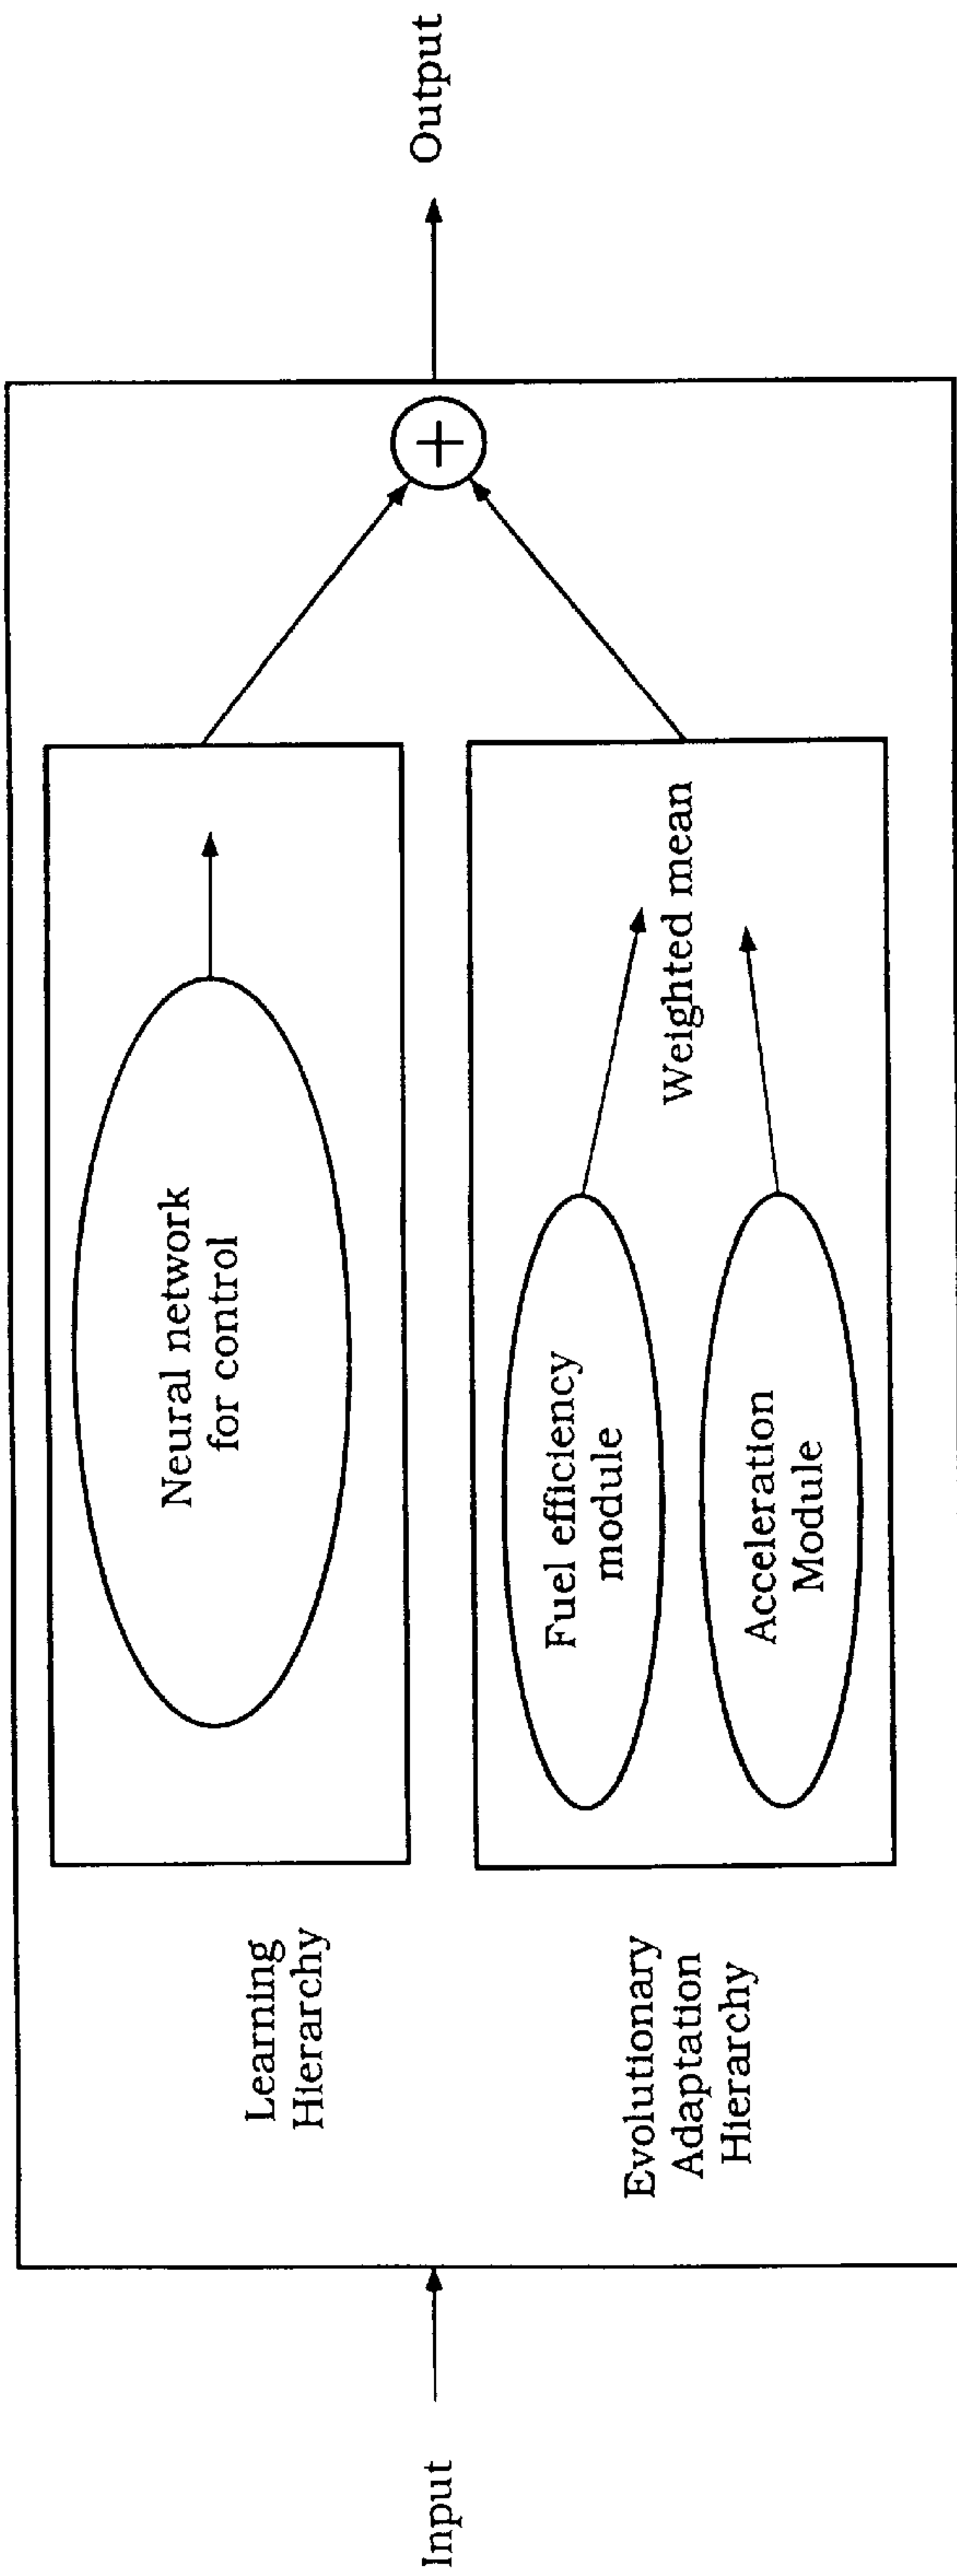 Input
Learning
Hierarchy
Neural network
for control
Evolutionary
Adaptation
Hierarchy
Fuel efficiency
module
Acceleration
Module
Weighted mean
+
Output